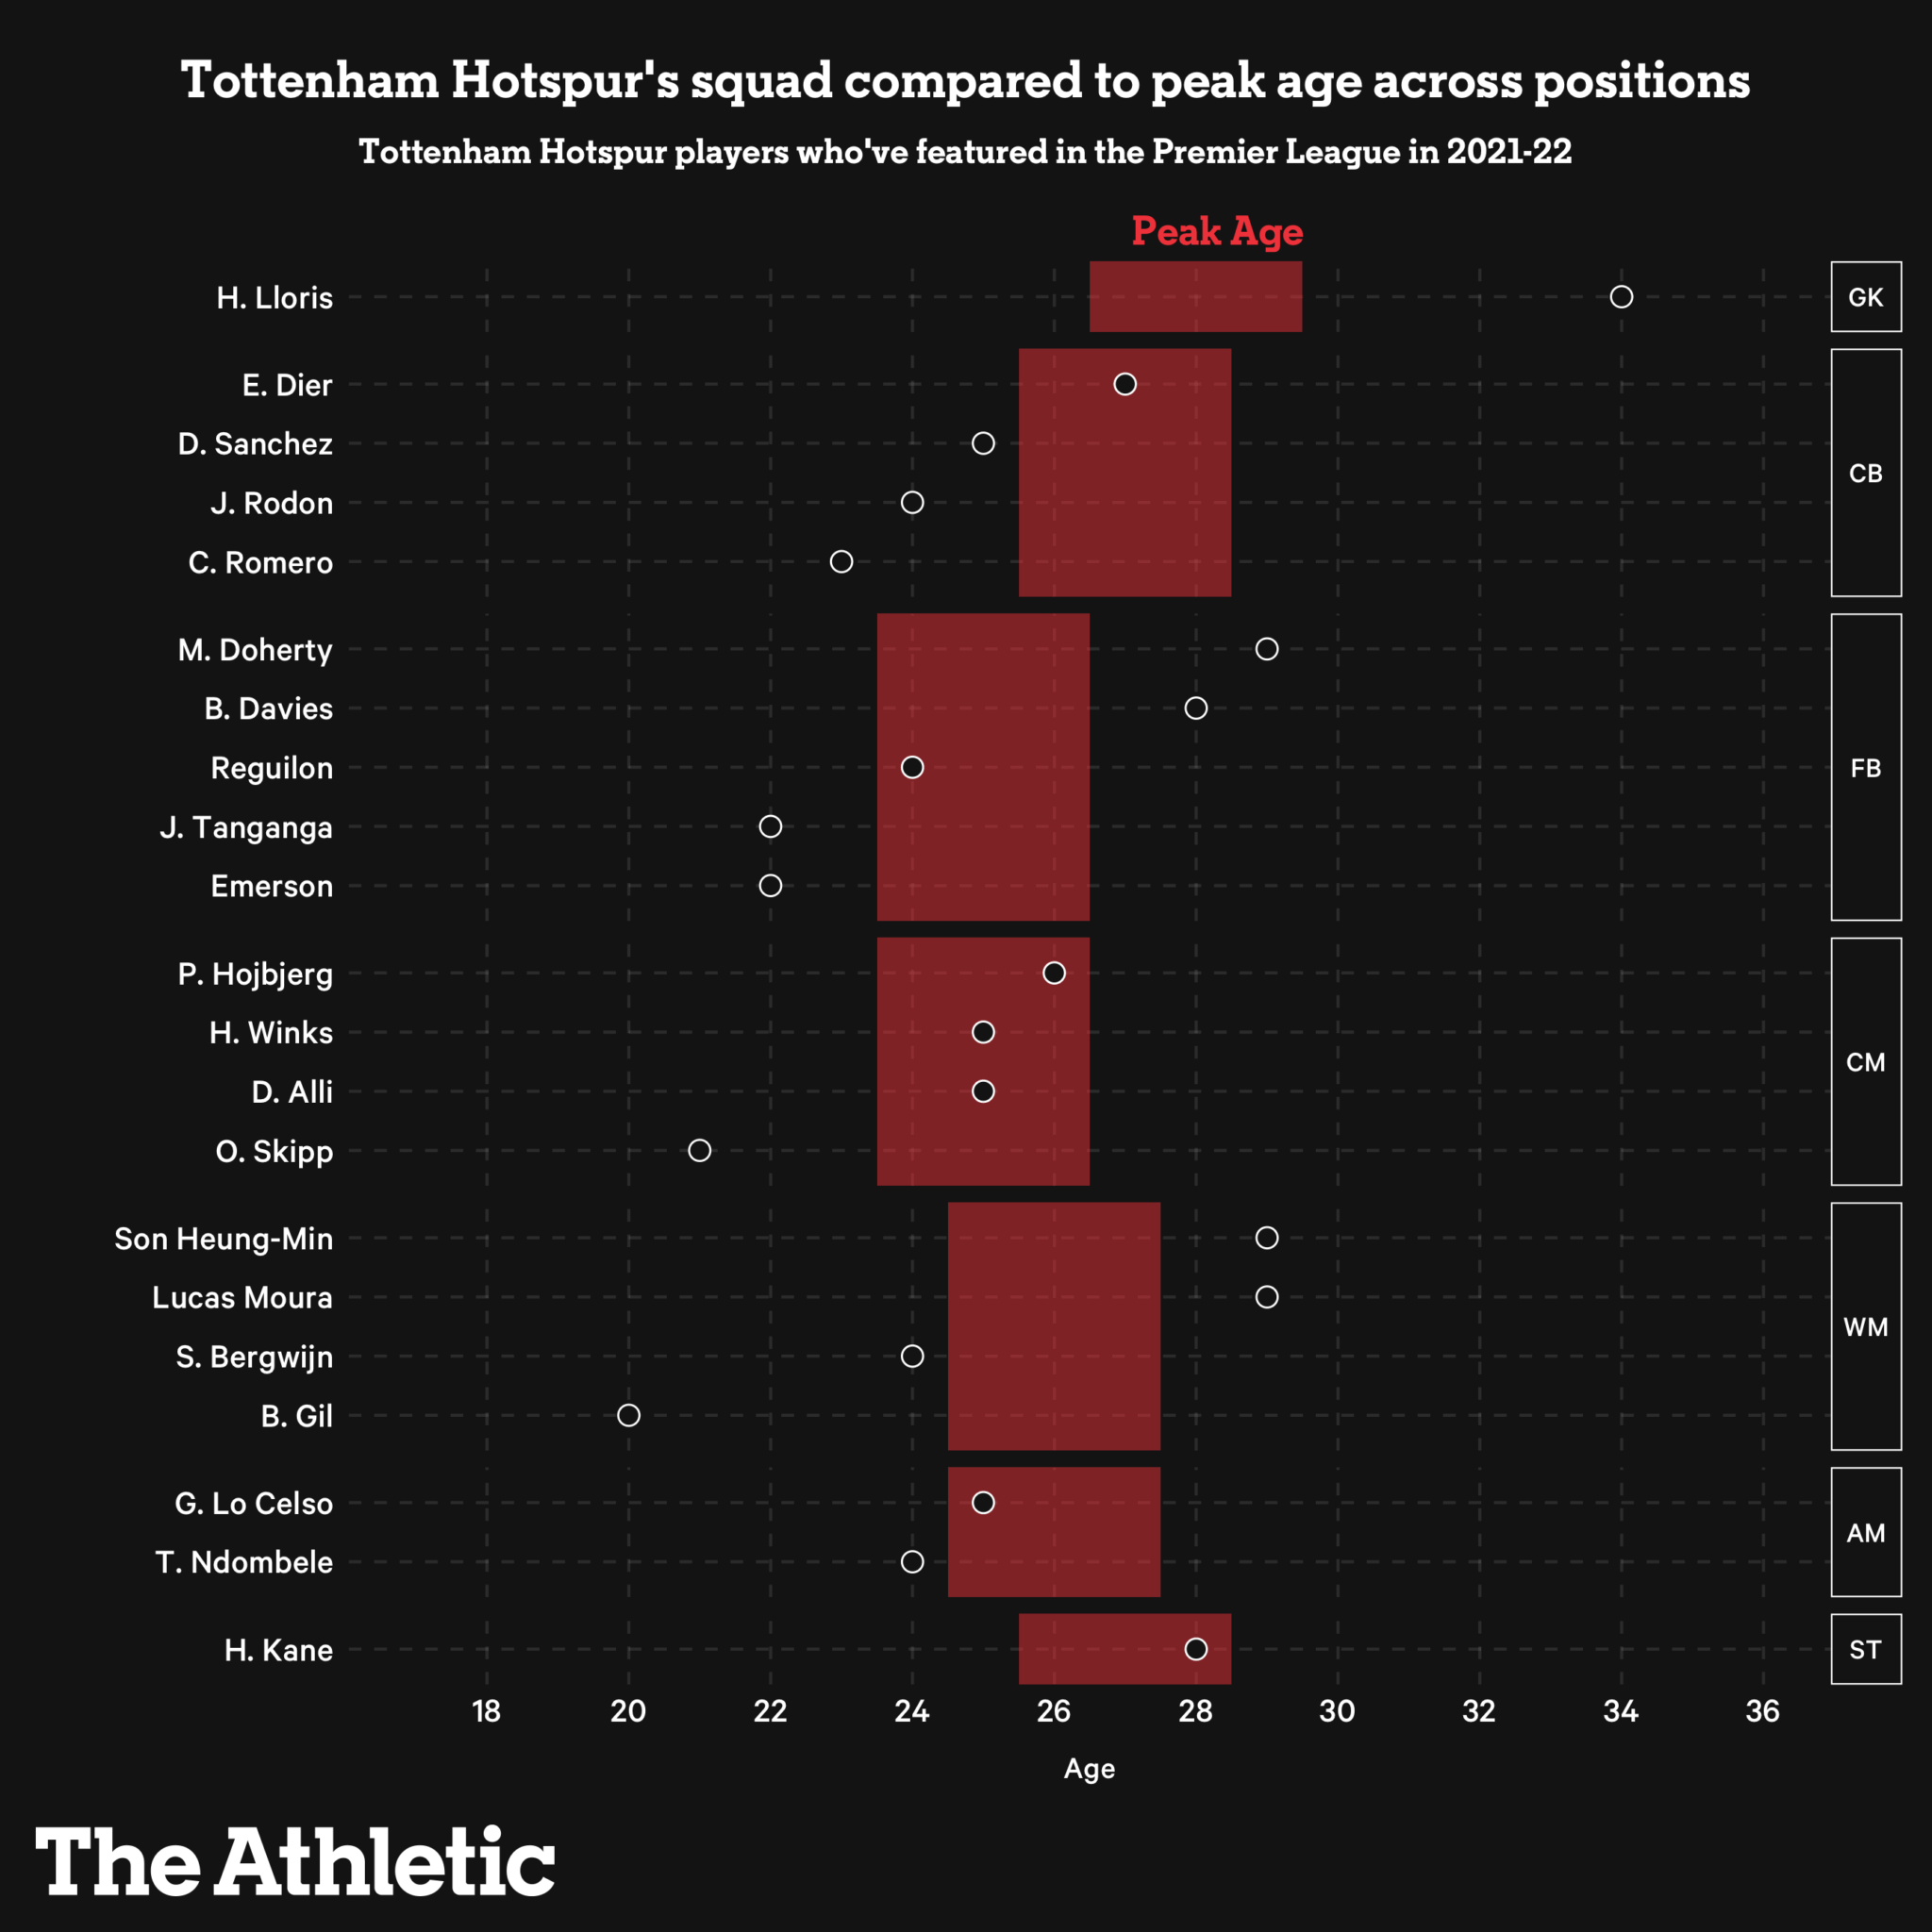 Tottenham Hotspur's squad compared to peak age across positions
Tottenham Hotspur players who've featured in the Premier League in 2021-22
Peak Age
H. Lloris
GK
E. Dier
D. Sanchez
J. Rodon
C. Romero
CB
M. Doherty
B. Davies
Reguilon
J. Tanganga
Emerson
FB
P. Hojbjerg
H. Winks
D. Alli
O. Skipp
CM
Son Heung-Min
Lucas Moura
S. Bergwijn
B. Gil
WM
G. Lo Celso
T. Ndombele
AM
H. Kane
ST
18 20 22 24 26 28 30 32 34 36
Age
The Athletic